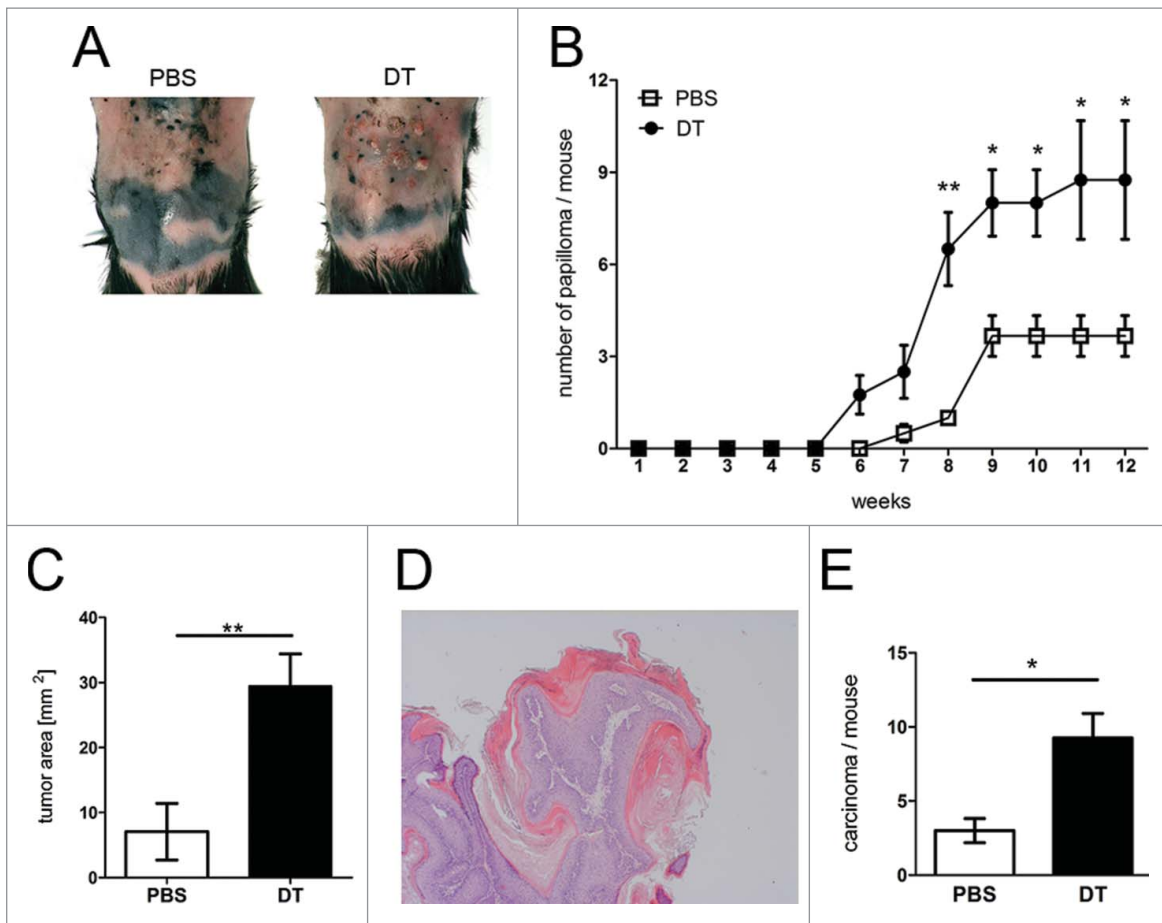 A
PBS DT
B
number of papilloma / mouse
12
9
6
3
0
PBS
DT
** * * * *
1 2 3 4 5 6 7 8 9 10 11 12
weeks
C
tumor area [mm 2]
40
30
20
10
0
**
PBS DT
D
E
carcinoma / mouse
15
10
5
0
*
PBS DT